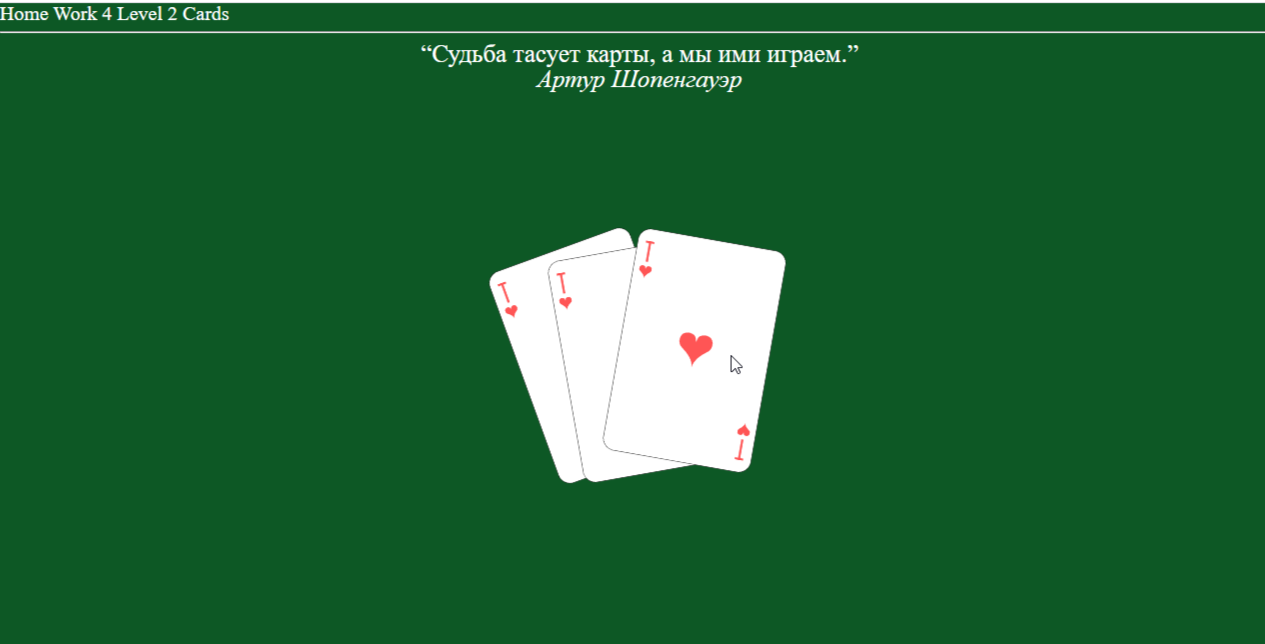 Home Work 4 Level 2 Cards
“Судьба тасует карты, а мы ими играем.”
Артур Шопенгауэр
Т
Т
Т
Т